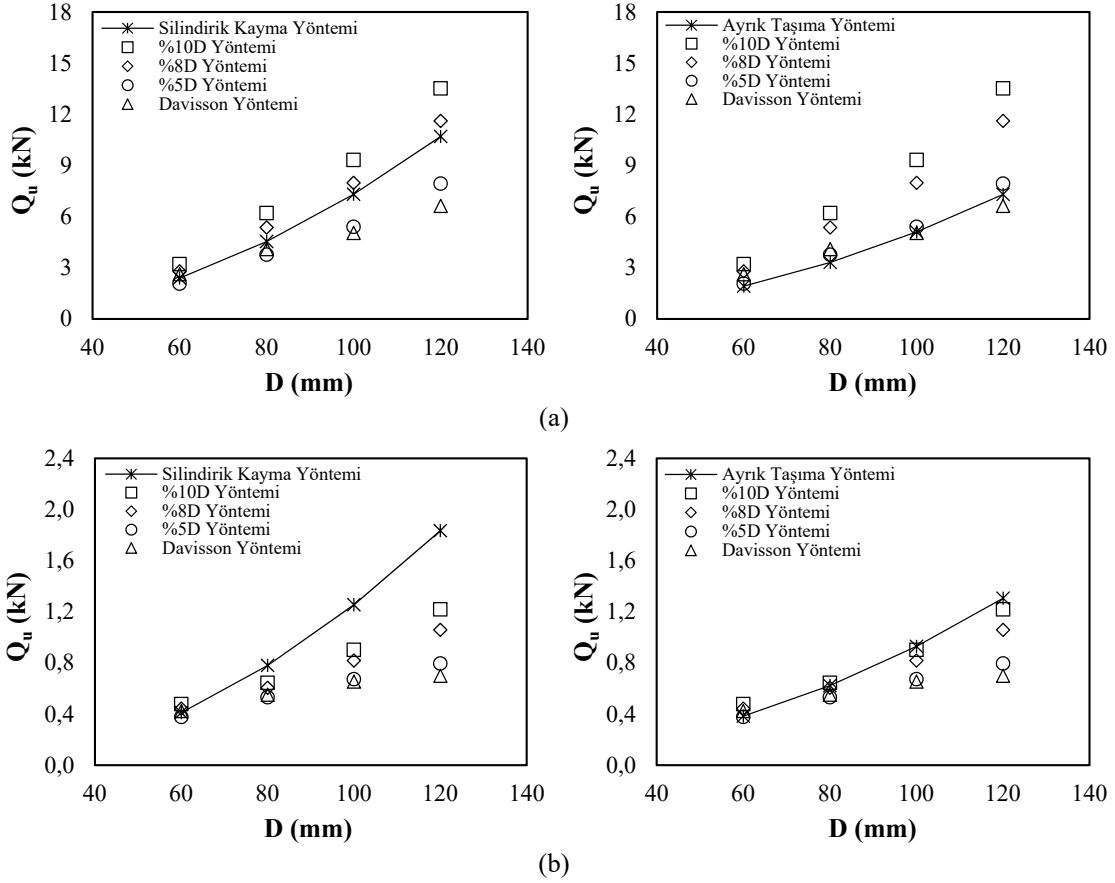 18
15
12
9
6
3
0
Q_u (kN)
Silindirik Kayma Yöntemi
%10D Yöntemi
%8D Yöntemi
%5D Yöntemi
Davisson Yöntemi
40 60 80 100 120 140
D (mm)
18
15
12
9
6
3
0
Q_u (kN)
Ayrık Taşıma Yöntemi
%10D Yöntemi
%8D Yöntemi
%5D Yöntemi
Davisson Yöntemi
40 60 80 100 120 140
D (mm)
(a)
2,4
2,0
1,6
1,2
0,8
0,4
0,0
Q_u (kN)
Silindirik Kayma Yöntemi
%10D Yöntemi
%8D Yöntemi
%5D Yöntemi
Davisson Yöntemi
40 60 80 100 120 140
D (mm)
2,4
2,0
1,6
1,2
0,8
0,4
0,0
Q_u (kN)
Ayrık Taşıma Yöntemi
%10D Yöntemi
%8D Yöntemi
%5D Yöntemi
Davisson Yöntemi
40 60 80 100 120 140
D (mm)
(b)